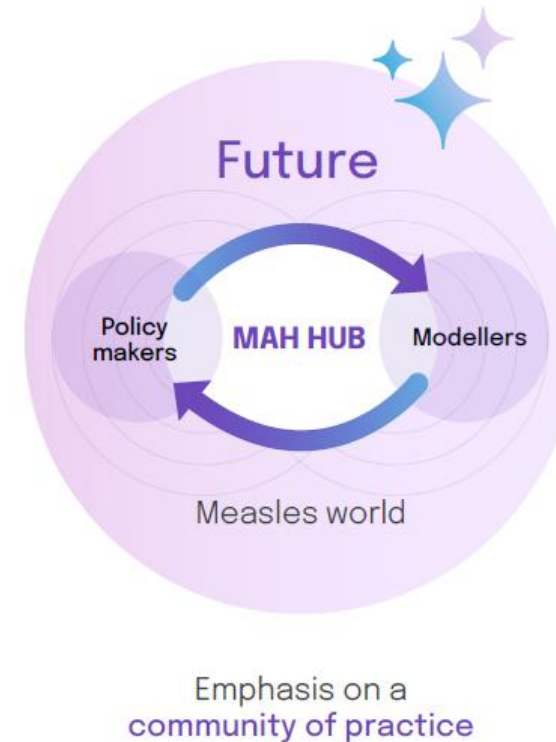 Future
Policy
makers
MAH HUB
Modellers
Measles world
Emphasis on a
community of practice